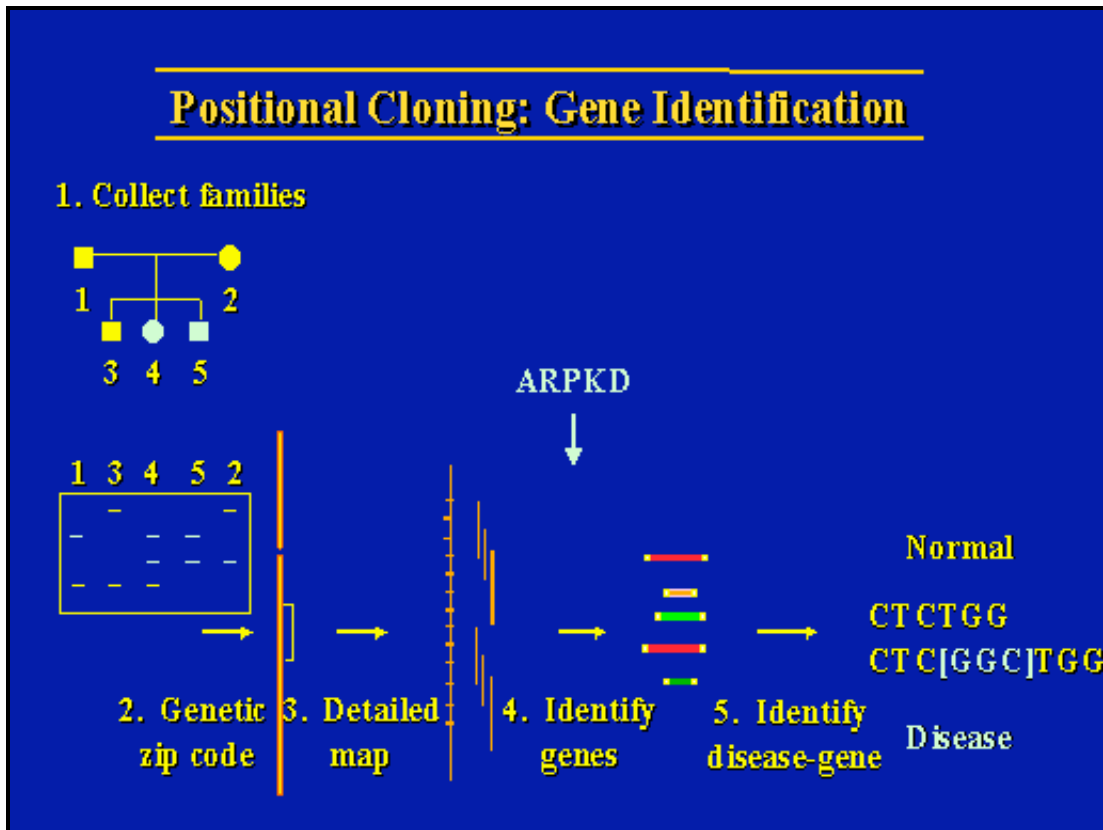 Positional Cloning: Gene Identification
1. Collect families
1 2
3 4 5
ARPKD
1 3 4 5 2
Normal
CTCTGG
CTC[GGC]TGG
2. Genetic zip code
3. Detailed map
4. Identify genes
5. Identify disease-gene
Disease